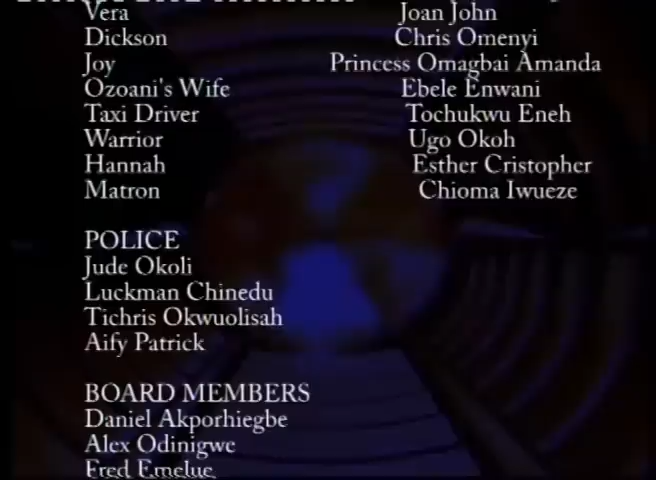 Vera Joan John
Dickson Chris Omenyi
Joy Princess Omagbai Amanda
Ozoani's Wife Ebele Enwani
Taxi Driver Tochukwu Eneh
Warrior Ugo Okoh
Hannah Esther Cristopher
Matron Chioma Iwueze
POLICE
Jude Okoli
Luckman Chinedu
Tichris Okwuolisah
Aify Patrick
BOARD MEMBERS
Daniel Akporhiegbe
Alex Odinigwe
Fred Emelue